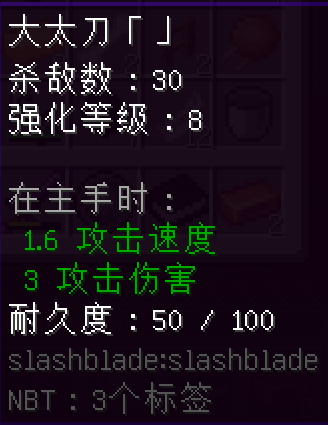 大太刀「」
杀敌数：30
强化等级：8
在主手时：
1.6 攻击速度
3 攻击伤害
耐久度：50 / 100
slashblade:slashblade
NBT：3个标签